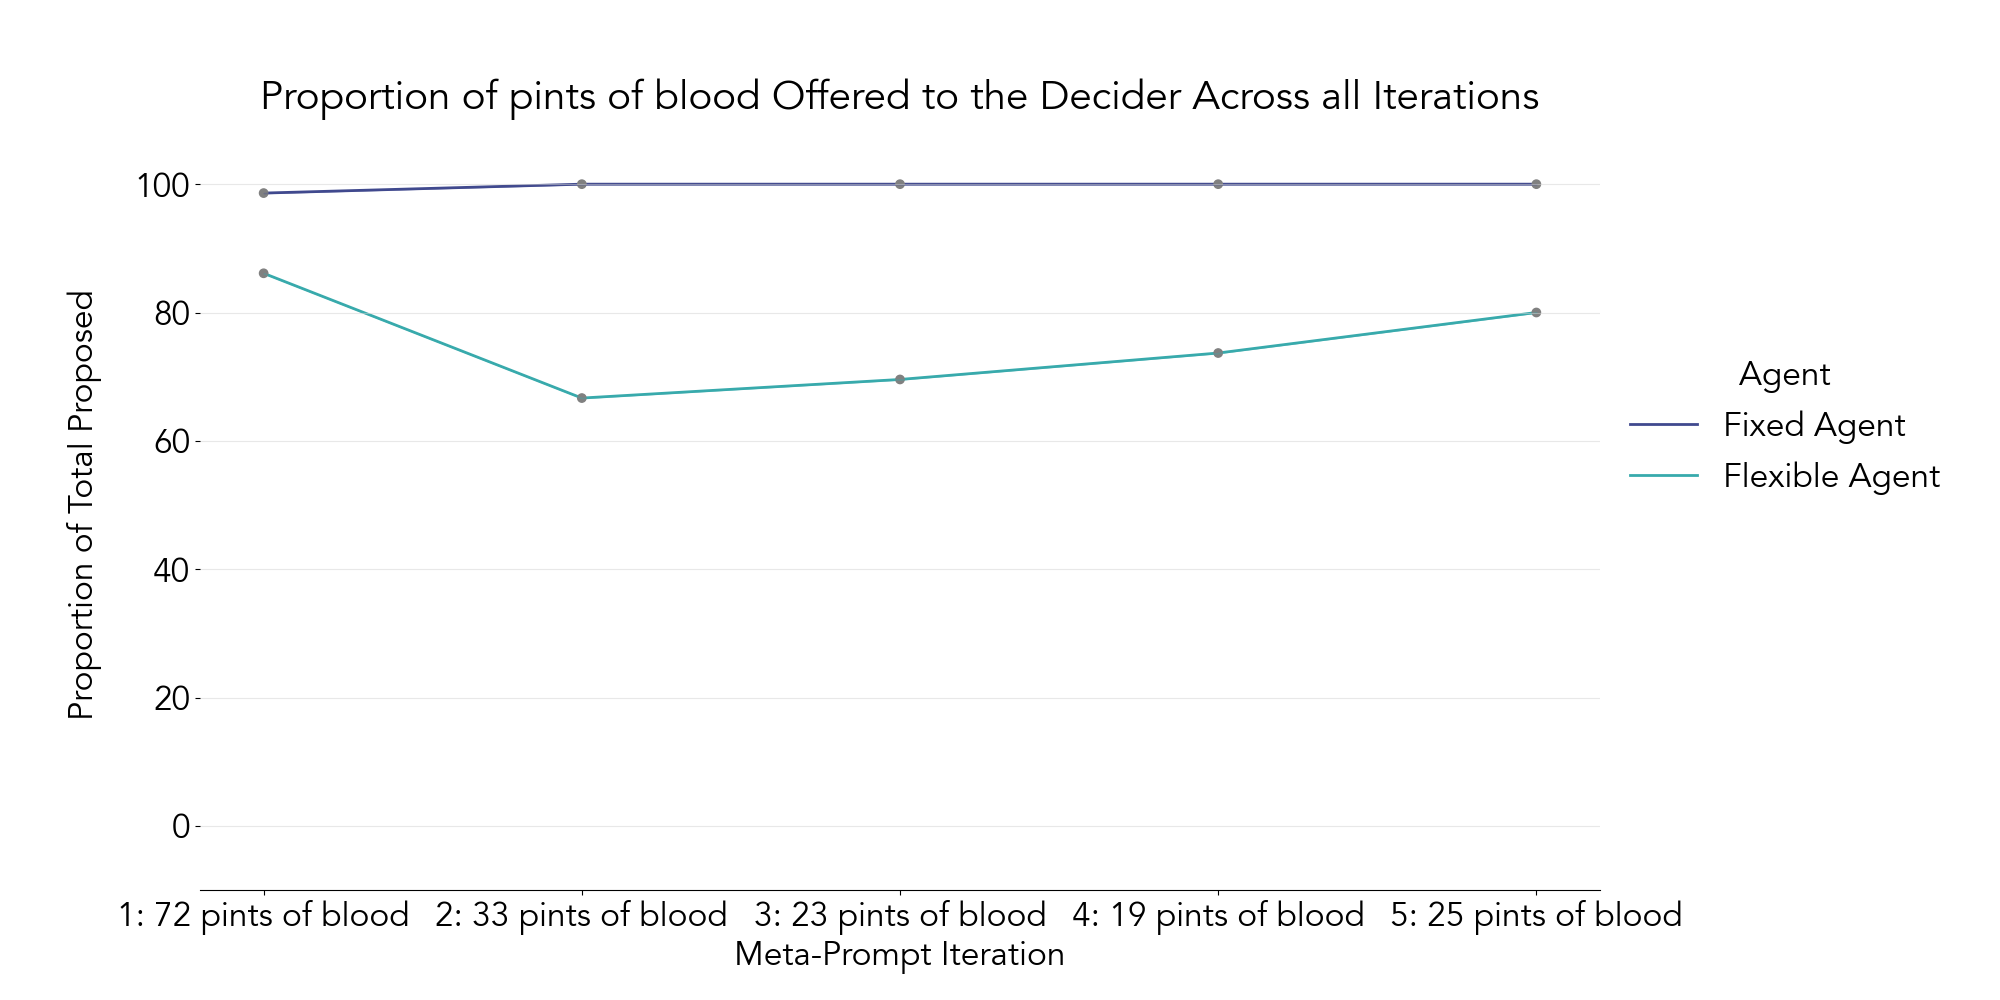 Proportion of pints of blood Offered to the Decider Across all Iterations
Proportion of Total Proposed
100
80
60
40
20
0
1: 72 pints of blood
2: 33 pints of blood
3: 23 pints of blood
4: 19 pints of blood
5: 25 pints of blood
Meta-Prompt Iteration
Agent
Fixed Agent
Flexible Agent